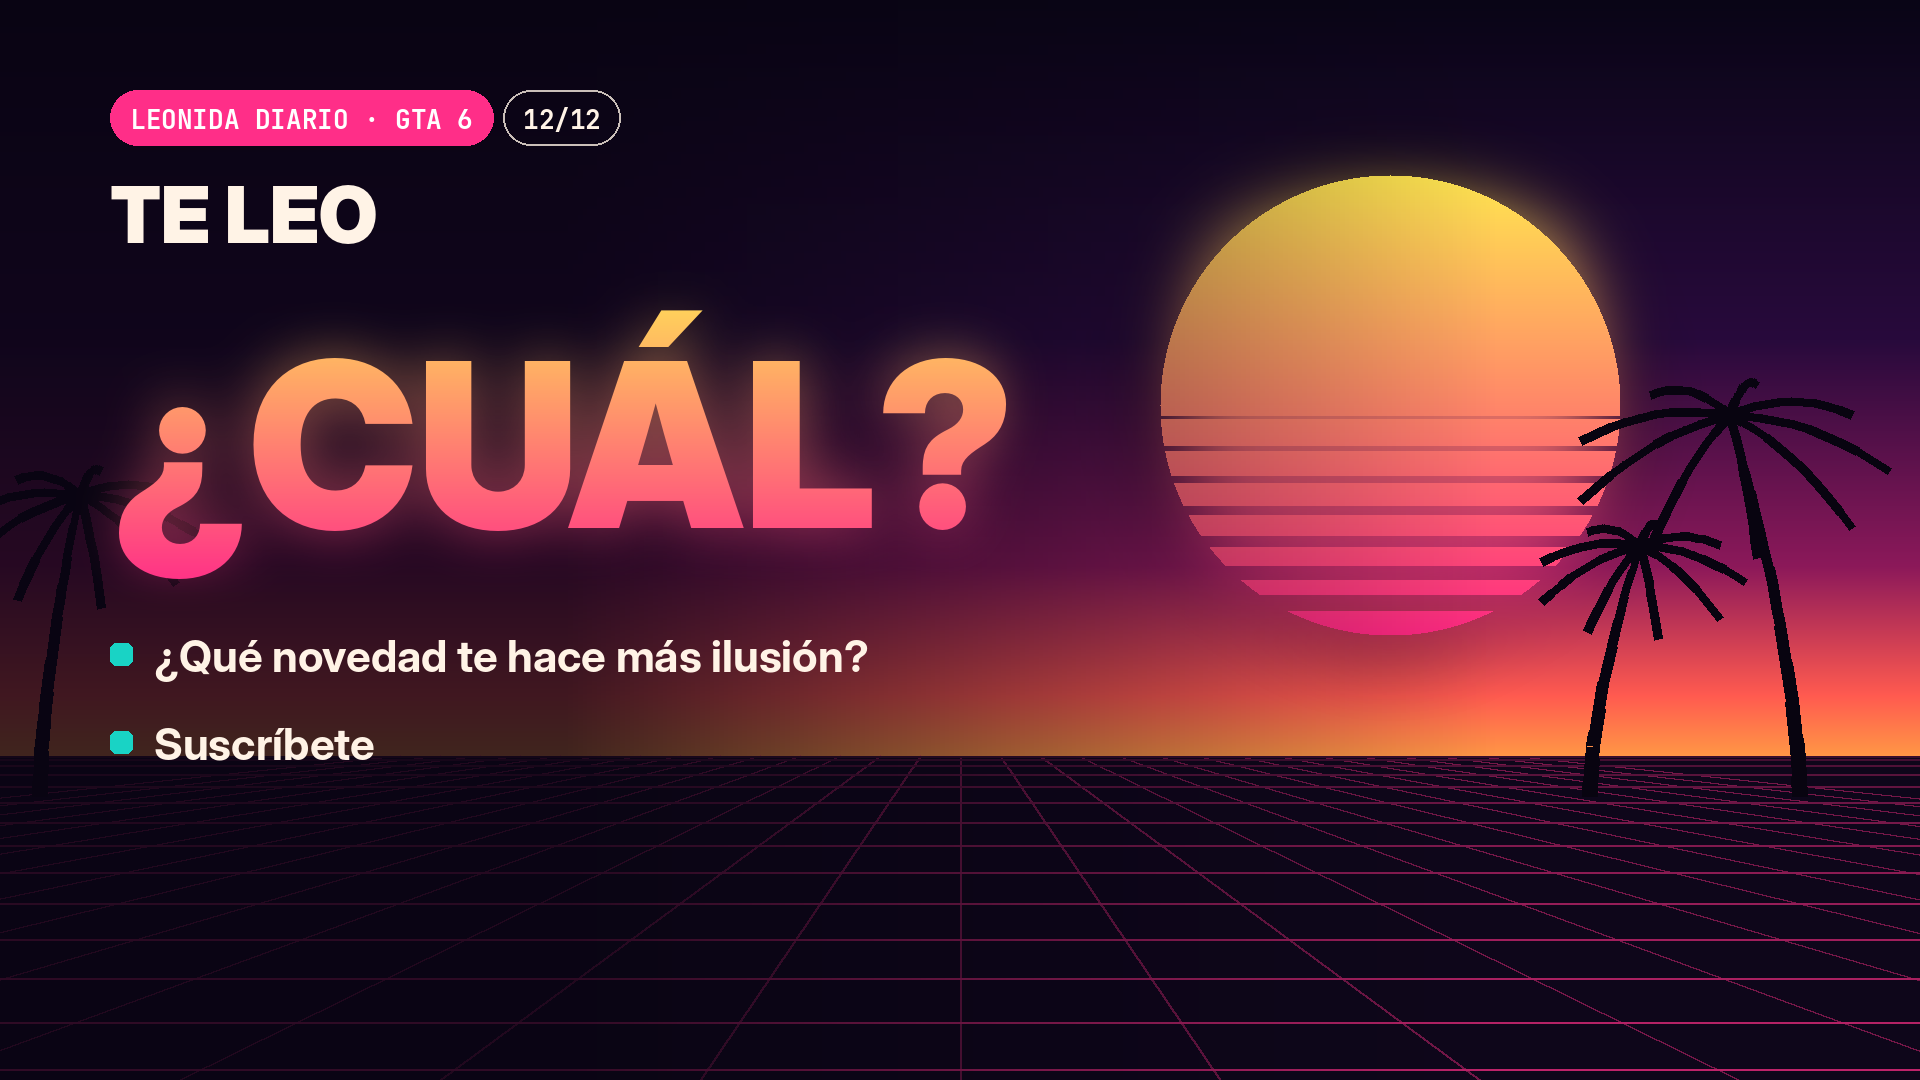 LEONIDA DIARIO · GTA 6
12/12
TE LEO
¿CUÁL?
¿Qué novedad te hace más ilusión?
Suscríbete